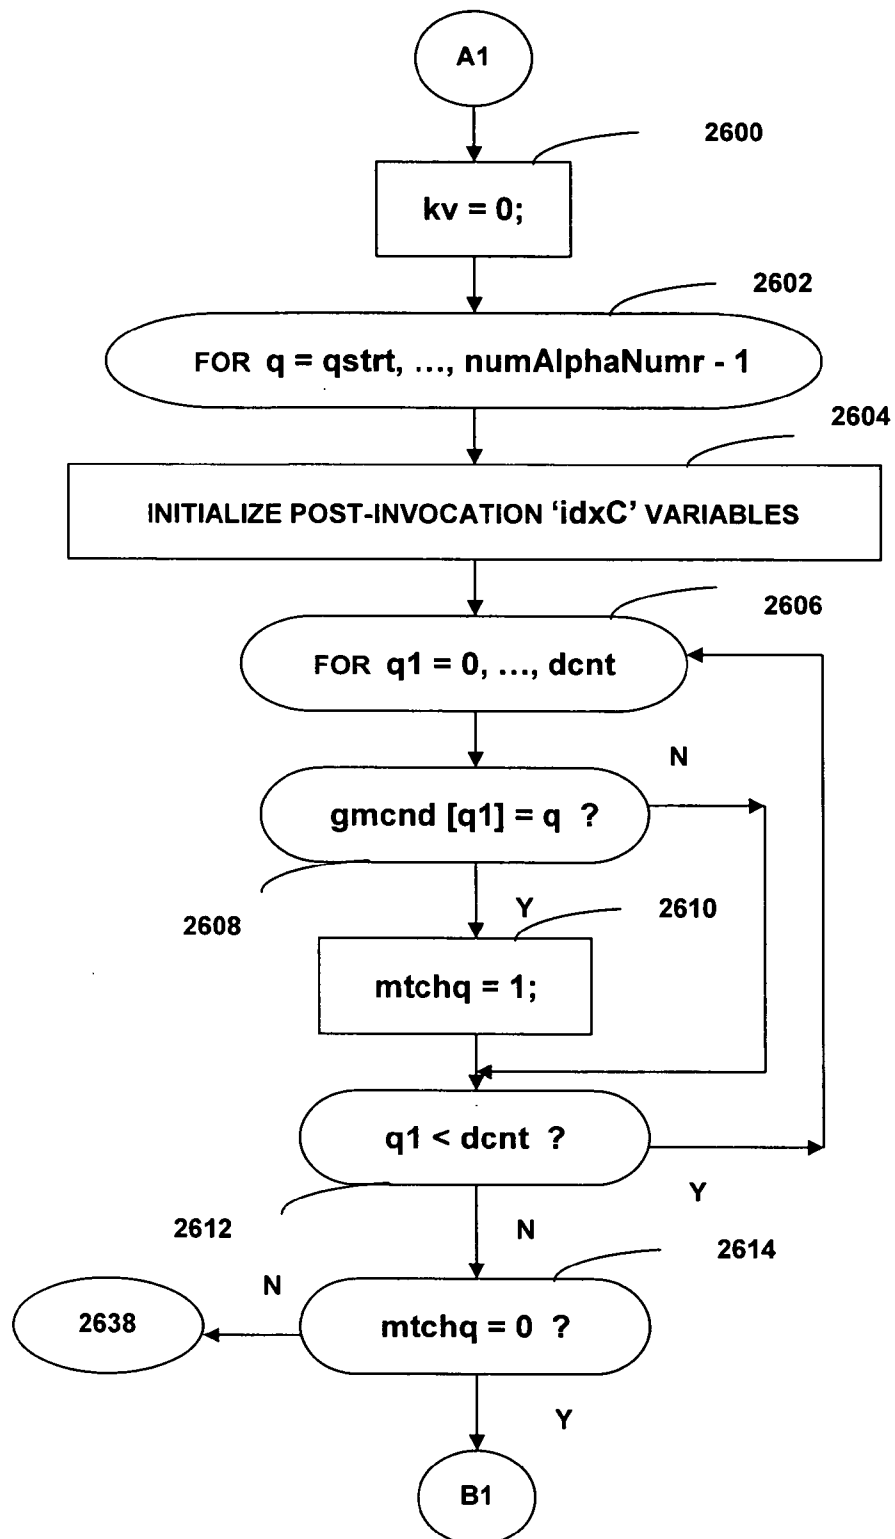 A1
2600
kv = 0;
2602
FOR q = qstrt, ..., numAlphaNumr - 1
2604
INITIALIZE POST-INVOCATION 'idxC' VARIABLES
2606
FOR q1 = 0, ..., dcnt
N
gmcnd [q1] = q ?
2608
Y
2610
mtchq = 1;
q1 < dcnt ?
Y
2612
N
2614
N
2638
mtchq = 0 ?
Y
B1